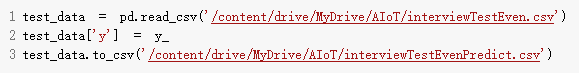 1 test_data = pd.read_csv('/content/drive/MyDrive/AIoT/interviewTestEven.csv')
2 test_data['y'] = y_
3 test_data.to_csv('/content/drive/MyDrive/AIoT/interviewTestEvenPredict.csv')